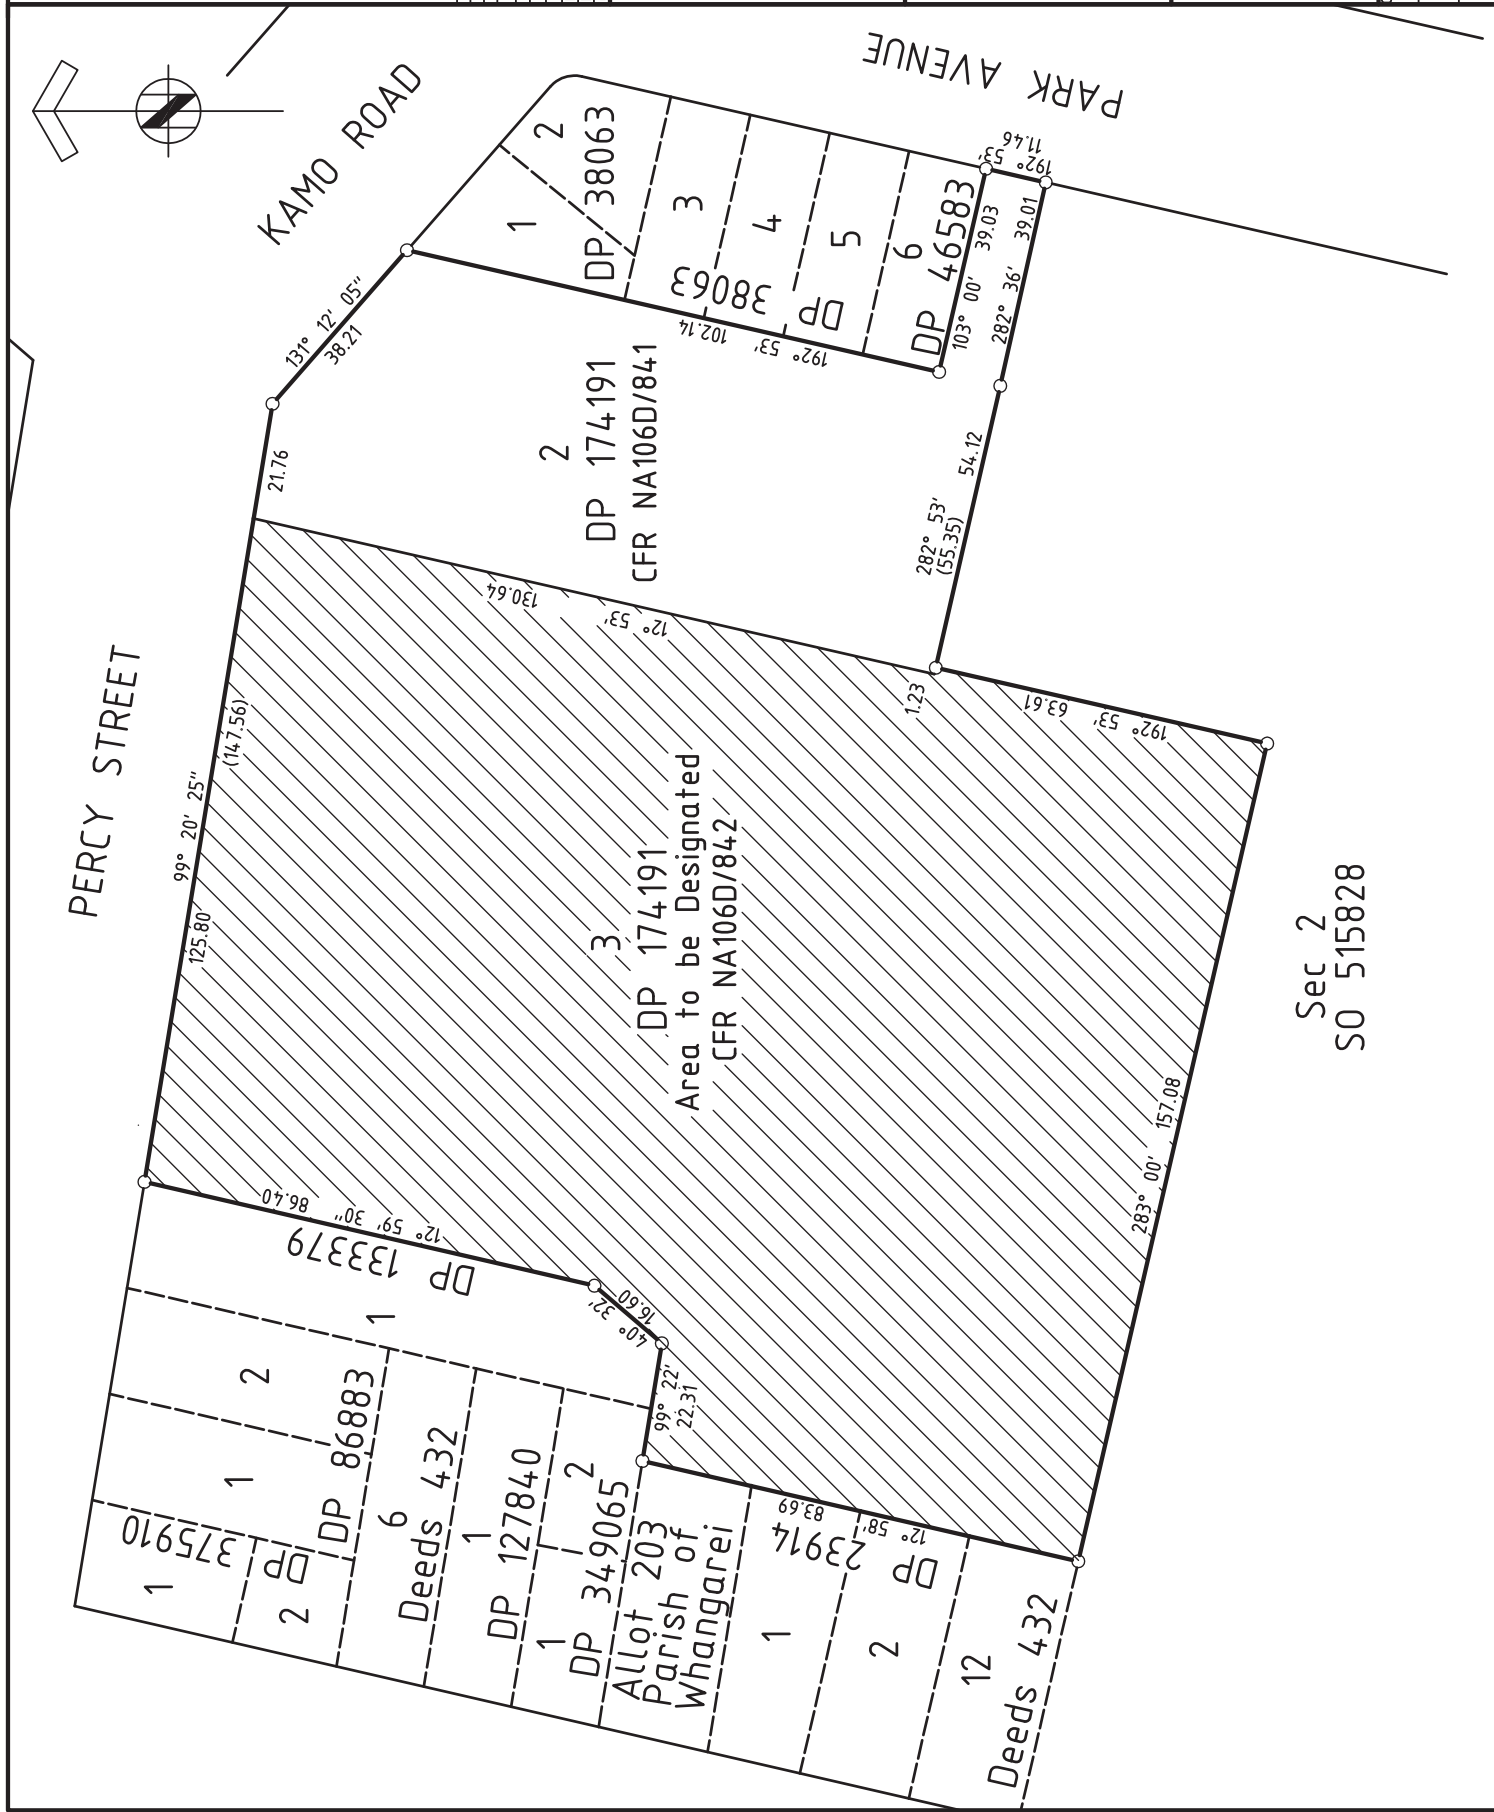 PERCY STREET
KAMO ROAD
PARK AVENUE
99° 20' 25"
(147.56)
125.80
21.76
131° 12' 05"
38.21
1
2
DP 38063
3
4
5
38063
DP
6
DP 46583
192° 53'
11.46
103° 00'
39.03
282° 36'
39.01
192° 53' 102.14
2
DP 174191
CFR NA106D/841
282° 53'
(55.35)
54.12
12° 53' 130.64
1.23
192° 53' 63.61
3
DP 174191
Area to be Designated
CFR NA106D/842
283° 00' 157.08
Sec 2
SO 515828
12° 59' 30" 86.40
DP 133379
1
40° 32'
16.60
99° 22'
22.31
12° 58' 83.69
2
1
DP 86883
1
2
DP 375910
6
Deeds 432
1
DP 127840
1
2
DP 349065
Allot 203
Parish of
Whangarei
1
2
DP 23914
12
Deeds 432